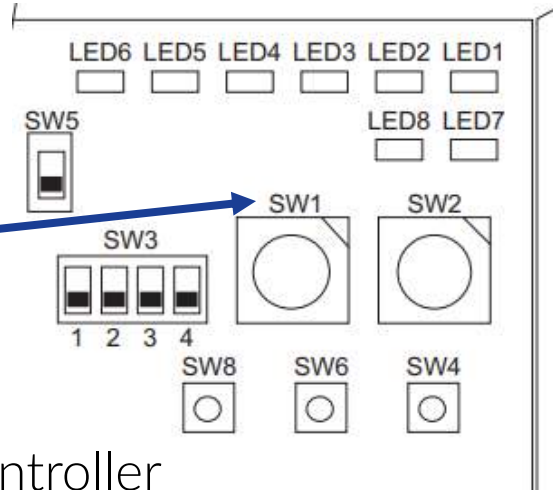 LED6 LED5 LED4 LED3 LED2 LED1
SW5
LED8 LED7
SW1 SW2
SW3
1 2 3 4
SW8 SW6 SW4
ntroller